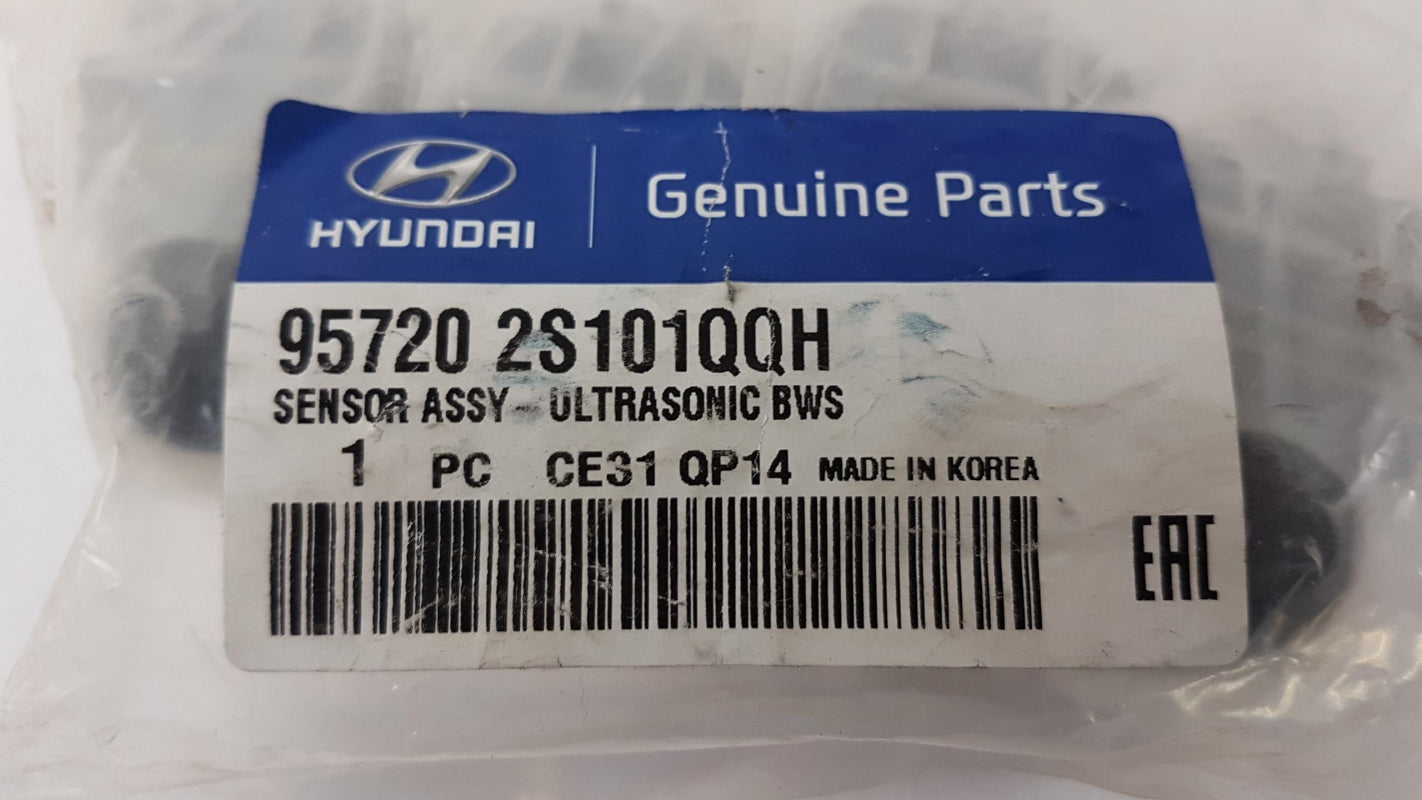 HYUNDAI Genuine Parts
95720 2S101QQH
SENSOR ASSY- ULTRASONIC BWS
1 PC CE31 QP14 MADE IN KOREA
EAC